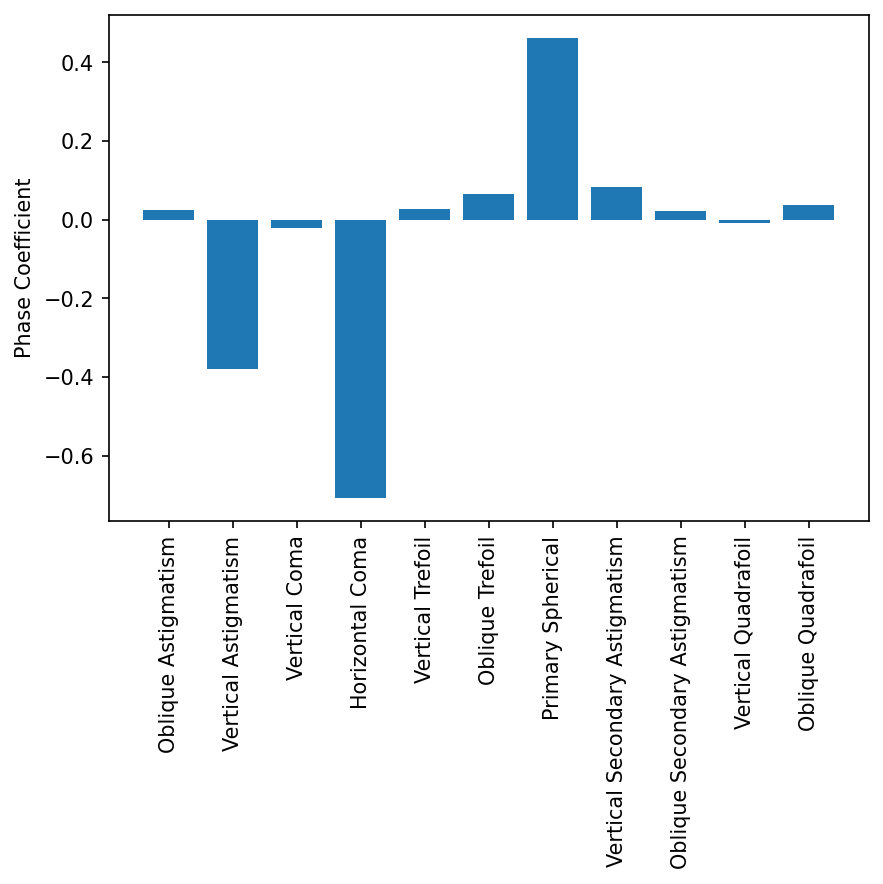 0.4
0.2
0.0
−0.2
−0.4
−0.6
Phase Coefficient
Oblique Astigmatism
Vertical Astigmatism
Vertical Coma
Horizontal Coma
Vertical Trefoil
Oblique Trefoil
Primary Spherical
Vertical Secondary Astigmatism
Oblique Secondary Astigmatism
Vertical Quadrafoil
Oblique Quadrafoil